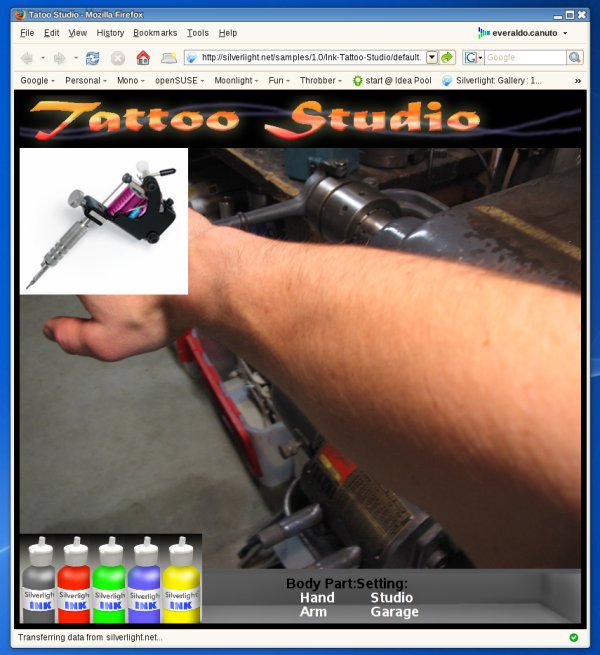 Tatoo Studio - Mozilla Firefox
File Edit View History Bookmarks Tools Help everaldo.canuto
http://silverlight.net/samples/1.0/Ink-Tattoo-Studio/default. G Google
Google Personal Mono openSUSE Moonlight Fun Throbber start @ Idea Pool Silverlight: Gallery : 1... »
Tattoo Studio
Silverlight Silverlight Silverlight Silverlight Silverlight
INK INK INK INK INK
Body Part:Setting:
Hand Studio
Arm Garage
Transferring data from silverlight.net...